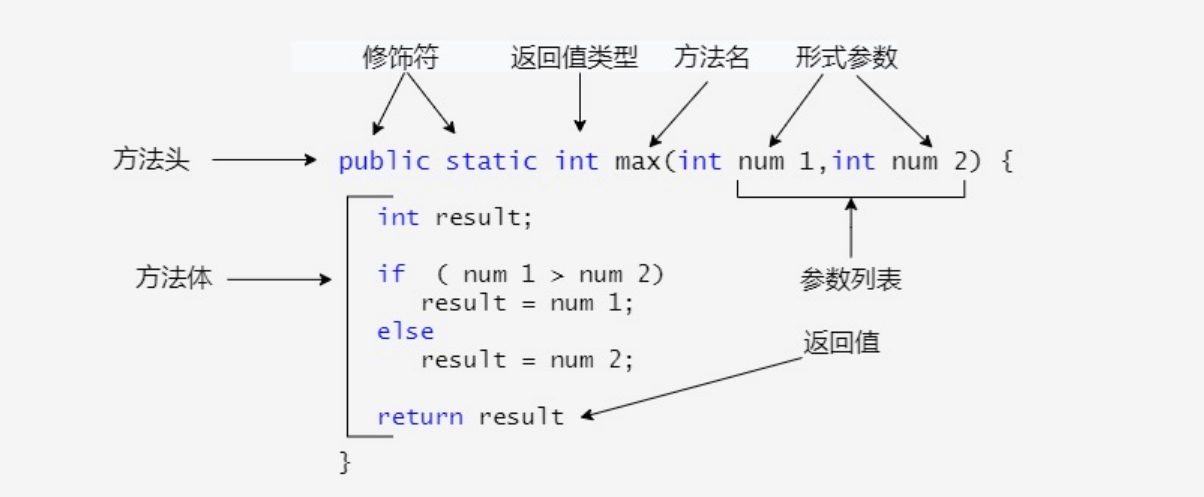 修饰符 返回值类型 方法名 形式参数
方法头 public static int max(int num 1,int num 2) {
int result;
方法体 if ( num 1 > num 2) 参数列表
result = num 1;
else 返回值
result = num 2;
return result
}